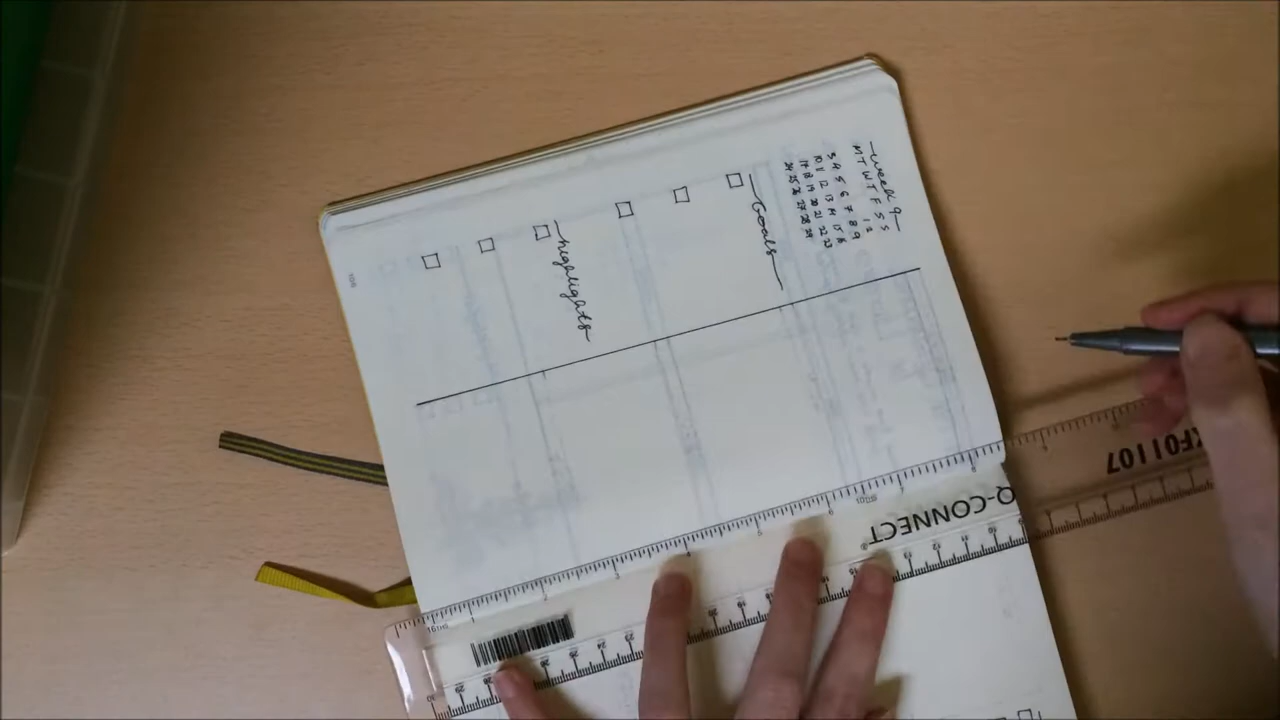 week 9
M T W T F S S
1 2
3 4 5 6 7 8 9
10 11 12 13 14 15 16
17 18 19 20 21 22 23
24 25 26 27 28 29
Goals
highlights
Q-CONNECT®
KF01107